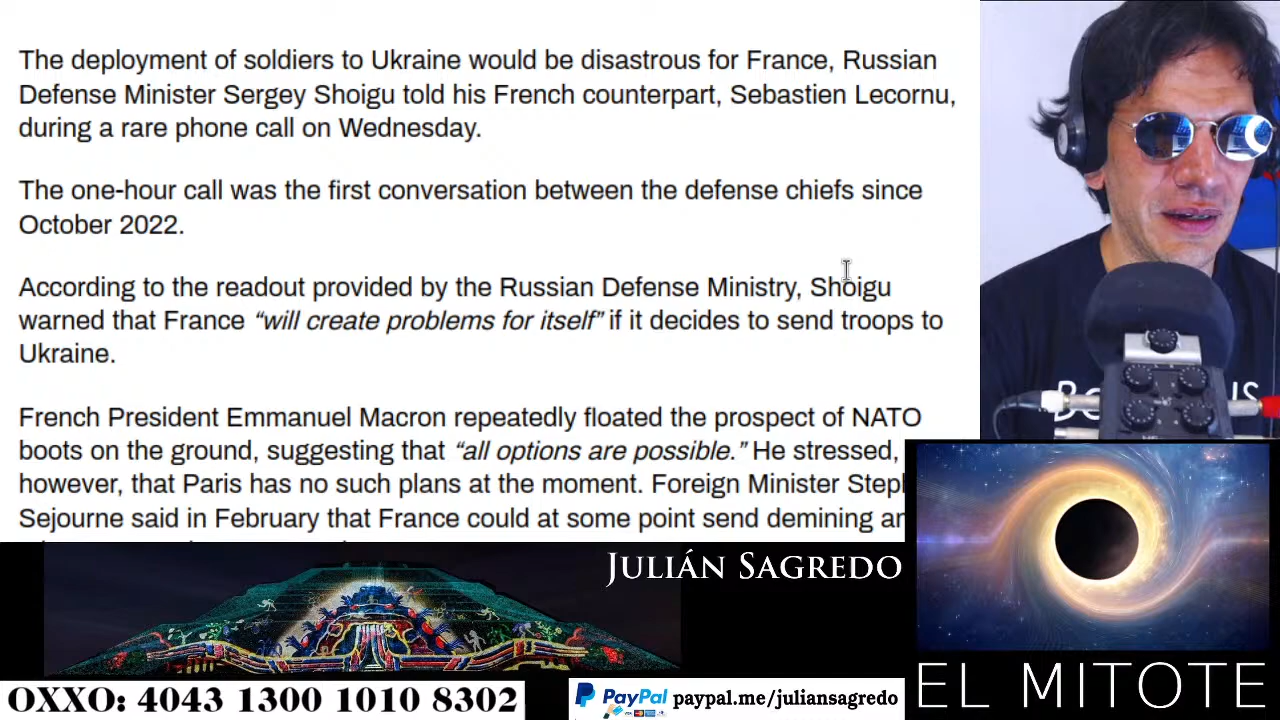 The deployment of soldiers to Ukraine would be disastrous for France, Russian
Defense Minister Sergey Shoigu told his French counterpart, Sebastien Lecornu,
during a rare phone call on Wednesday.
The one-hour call was the first conversation between the defense chiefs since
October 2022.
According to the readout provided by the Russian Defense Ministry, Shoigu
warned that France “will create problems for itself” if it decides to send troops to
Ukraine.
French President Emmanuel Macron repeatedly floated the prospect of NATO
boots on the ground, suggesting that “all options are possible.” He stressed,
however, that Paris has no such plans at the moment. Foreign Minister
Sejourne said in February that France could at some point send demining
JULIÁN SAGREDO
EL MITOTE
OXXO: 4043 1300 1010 8302
PayPal paypal.me/juliansagredo